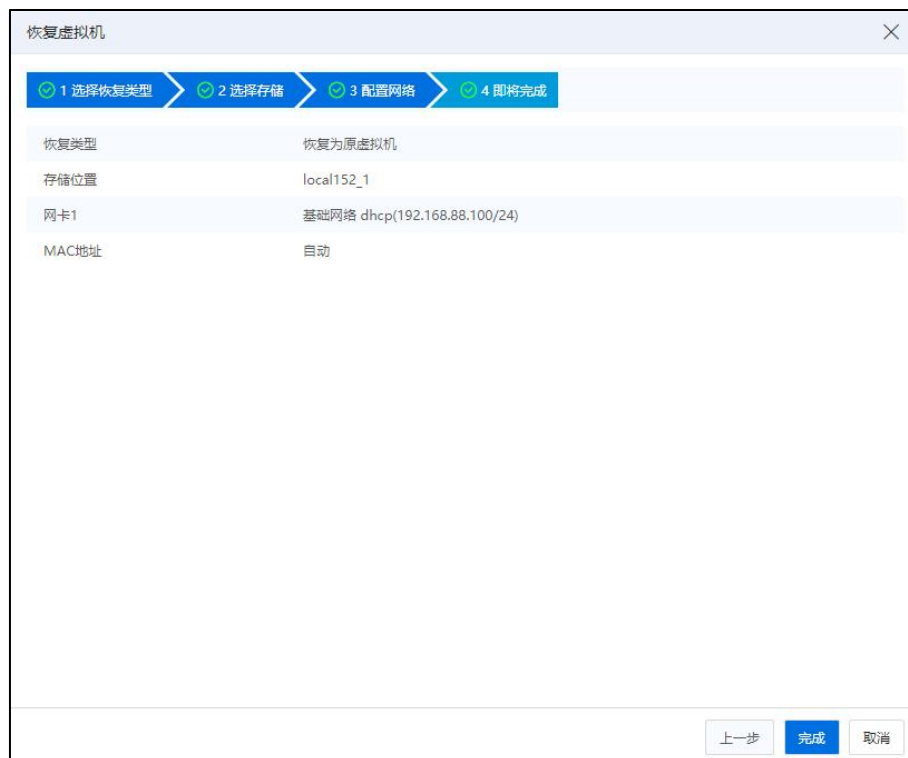 恢复虚拟机
1 选择恢复类型 2 选择存储 3 配置网络 4 即将完成
恢复类型 恢复为原虚拟机
存储位置 local152_1
网卡1 基础网络 dhcp(192.168.88.100/24)
MAC地址 自动
上一步 完成 取消